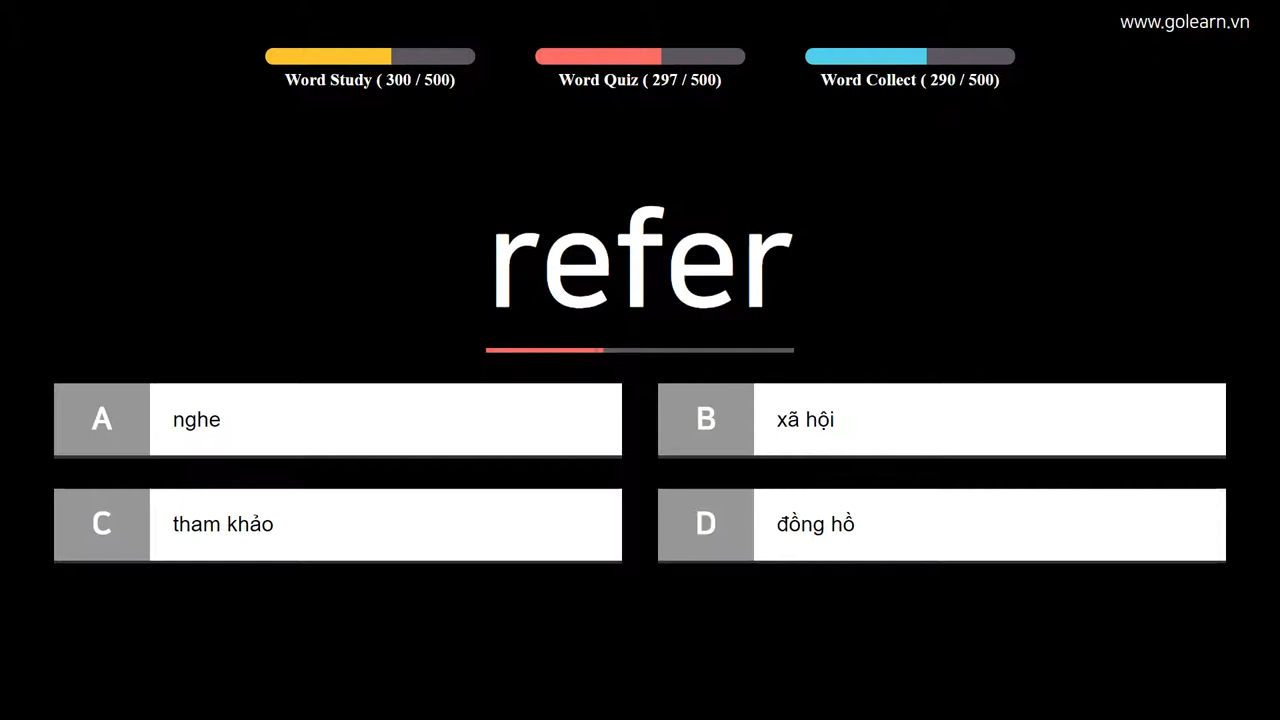 www.golearn.vn
Word Study ( 300 / 500)
Word Quiz ( 297 / 500)
Word Collect ( 290 / 500)
refer
A nghe
B xã hội
C tham khảo
D đồng hồ